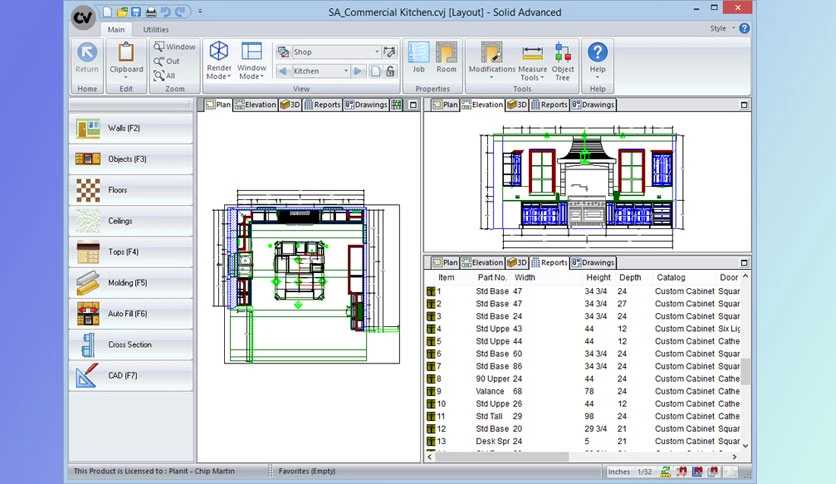 CV
SA_Commercial Kitchen.cvj [Layout] - Solid Advanced
Main Utilities Style
Return
Home
Clipboard
Edit
Window
Out
All
Zoom
Render Mode
Window Mode
Shop
Kitchen
View
Job Room
Properties
Modifications Measure Tools Object Tree
Tools
Help
Help
Walls (F2)
Objects (F3)
Floors
Ceilings
Tops (F4)
Molding (F5)
Auto Fill (F6)
Cross Section
CAD (F7)
Plan Elevation 3D Reports Drawings
Plan Elevation 3D Reports Drawings
Plan Elevation 3D Reports Drawings
Item Part No. Width Height Depth Catalog Door
1 Std Base 47 34 3/4 24 Custom Cabinet Squar
2 Std Base 47 34 3/4 27 Custom Cabinet Squar
3 Std Base 24 34 3/4 24 Custom Cabinet Squar
4 Std Uppe 43 44 12 Custom Cabinet Six Lig
5 Std Uppe 44 44 12 Custom Cabinet Cathe
6 Std Base 60 34 3/4 24 Custom Cabinet Squar
7 Std Base 86 34 3/4 24 Custom Cabinet Squar
8 90 Upper 24 44 24 Custom Cabinet Cathe
9 Valance 68 78 24 Custom Cabinet Cathe
10 Std Uppe 26 44 12 Custom Cabinet Cathe
11 Std Tall 29 98 24 Custom Cabinet Squar
12 Std Base 20 29 3/4 21 Custom Cabinet Squar
13 Desk Spr 24 5 21 Custom Cabinet Squar
This Product is Licensed to : Planit - Chip Martin Favorites (Empty) Inches 1/32